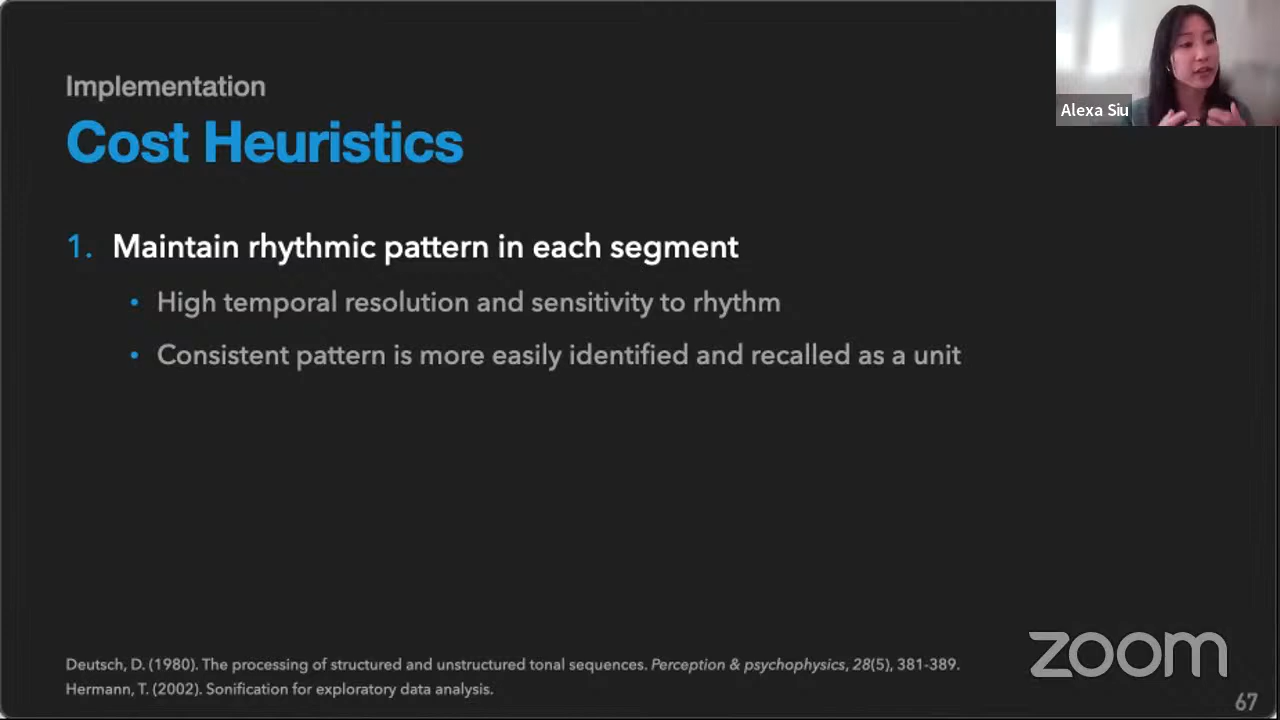 Implementation
Cost Heuristics
Alexa Siu
1. Maintain rhythmic pattern in each segment
• High temporal resolution and sensitivity to rhythm
• Consistent pattern is more easily identified and recalled as a unit
Deutsch, D. (1980). The processing of structured and unstructured tonal sequences. Perception & psychophysics, 28(5), 381-389.
Hermann, T. (2002). Sonification for exploratory data analysis.
zoom
67